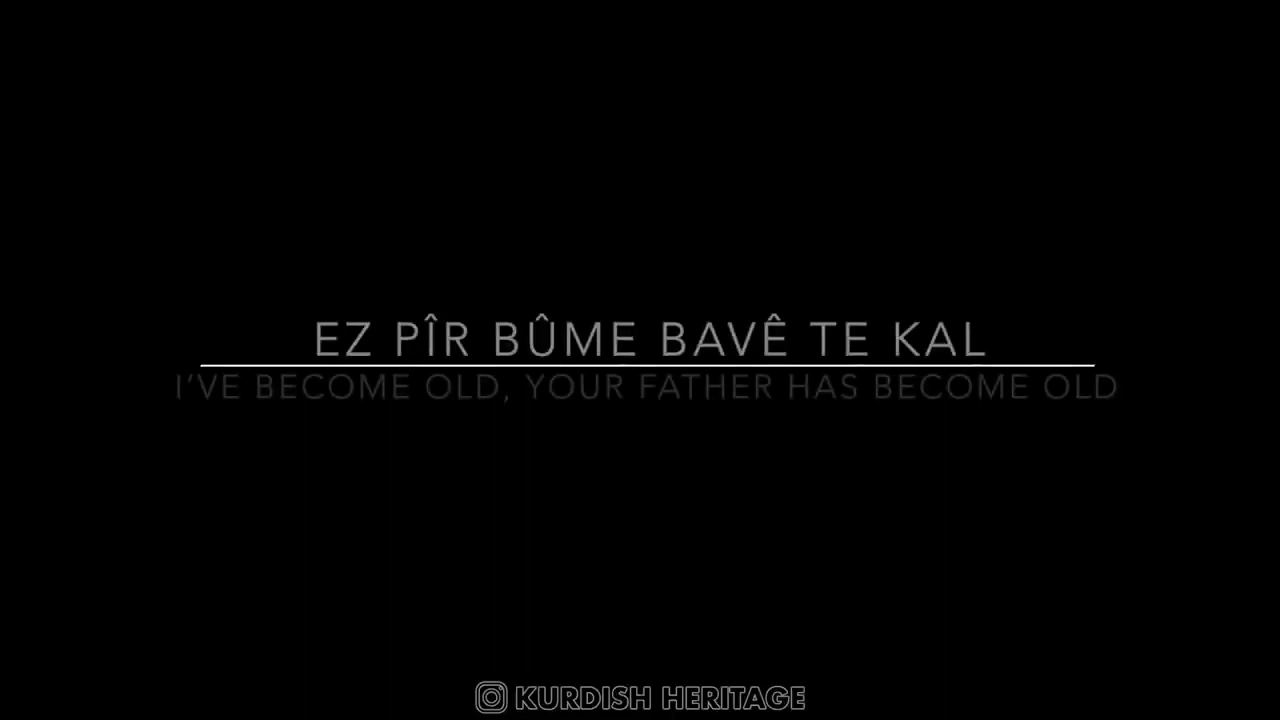 EZ PÎR BÛME BAVÊ TE KAL
I'VE BECOME OLD, YOUR FATHER HAS BECOME OLD
KURDISH HERITAGE